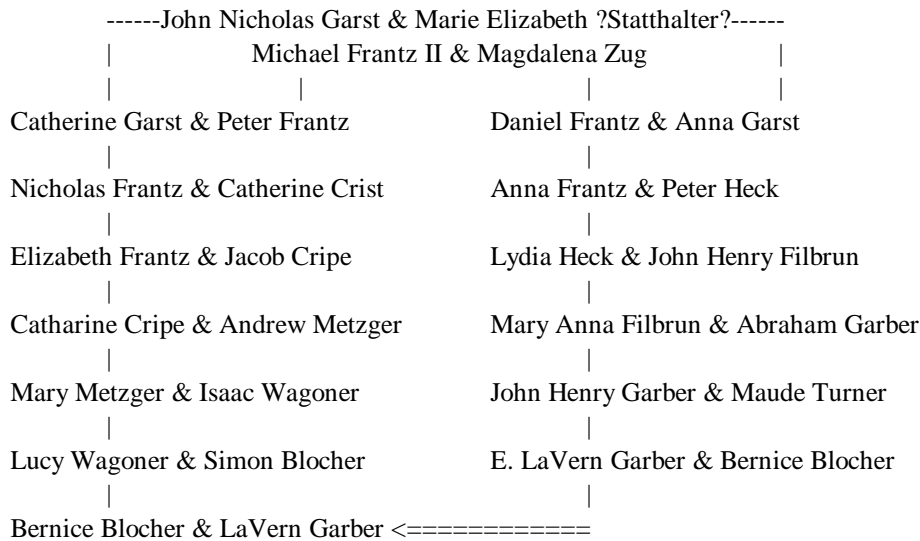 ------John Nicholas Garst & Marie Elizabeth ?Statthalter?------
| Michael Frantz II & Magdalena Zug |
| | | |
Catherine Garst & Peter Frantz Daniel Frantz & Anna Garst
| |
Nicholas Frantz & Catherine Crist Anna Frantz & Peter Heck
| |
Elizabeth Frantz & Jacob Cripe Lydia Heck & John Henry Filbrun
| |
Catharine Cripe & Andrew Metzger Mary Anna Filbrun & Abraham Garber
| |
Mary Metzger & Isaac Wagoner John Henry Garber & Maude Turner
| |
Lucy Wagoner & Simon Blocher E. LaVern Garber & Bernice Blocher
| |
Bernice Blocher & LaVern Garber <============